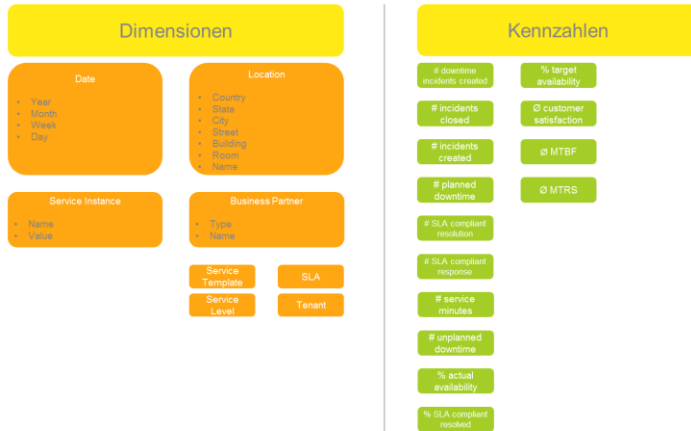 Dimensionen
Date
• Year
• Month
• Week
• Day
Location
• Country
• State
• City
• Street
• Building
• Room
• Name
Service Instance
• Name
• Value
Business Partner
• Type
• Name
Service
Template
SLA
Service
Level
Tenant
Kennzahlen
# downtime
incidents created
# incidents
closed
# incidents
created
# planned
downtime
# SLA compliant
resolution
# SLA compliant
response
# service
minutes
# unplanned
downtime
% actual
availability
% SLA compliant
resolved
% target
availability
Ø customer
satisfaction
Ø MTBF
Ø MTRS